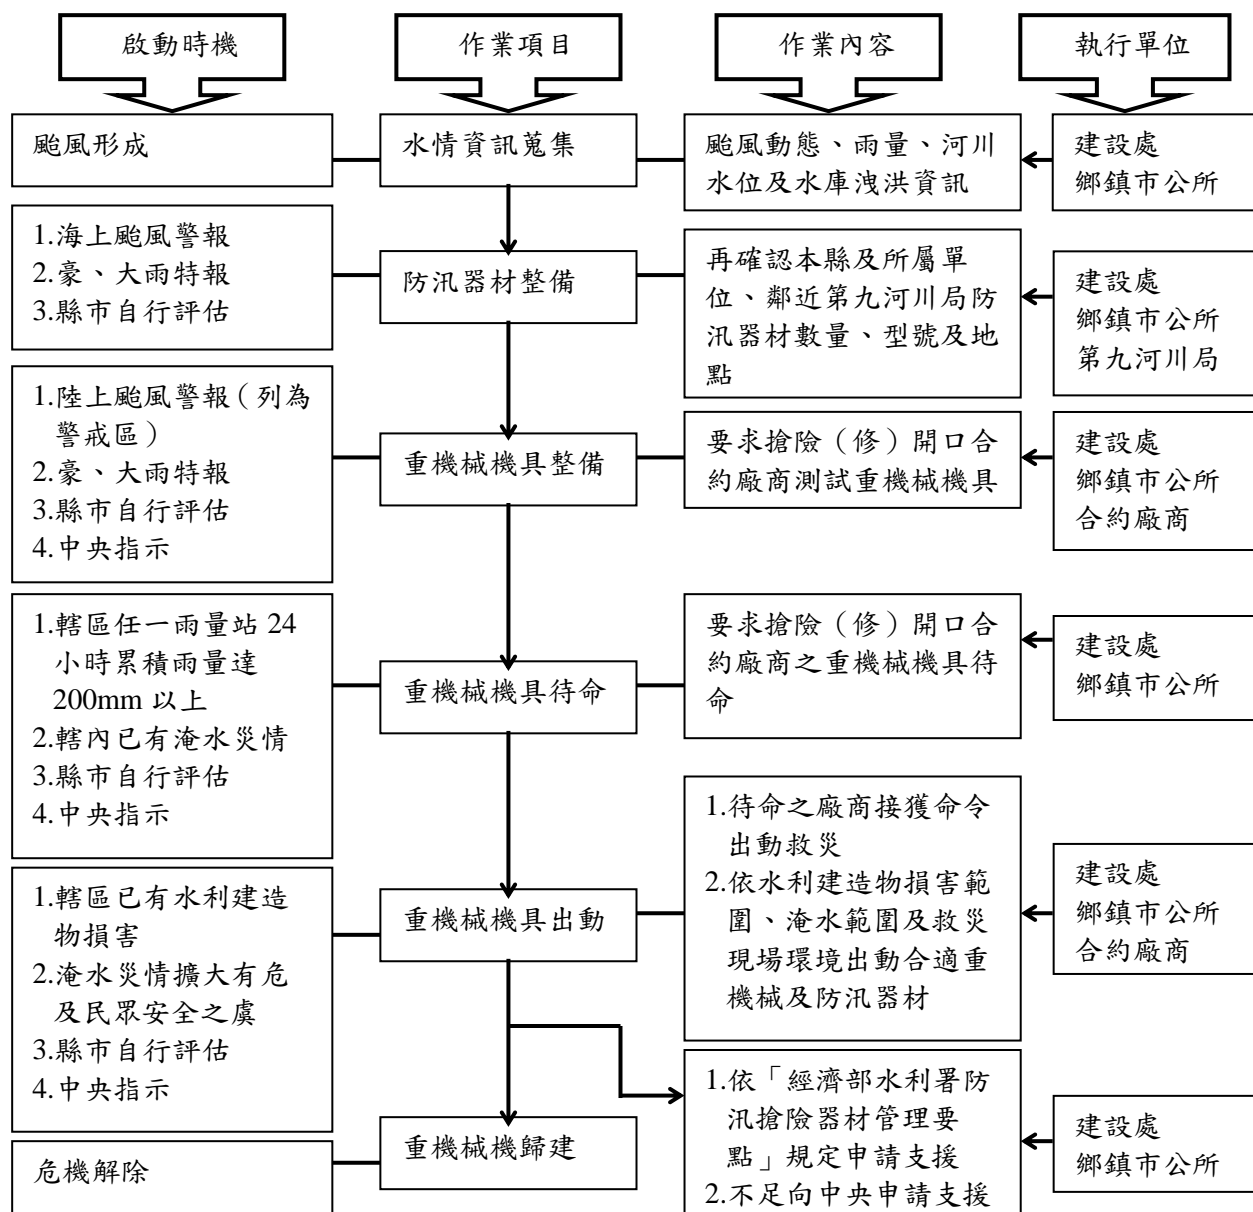 啟動時機
作業項目
作業內容
執行單位
颱風形成
水情資訊蒐集
颱風動態、雨量、河川
水位及水庫洩洪資訊
建設處
鄉鎮市公所
1.海上颱風警報
2.豪、大雨特報
3.縣市自行評估
防汛器材整備
再確認本縣及所屬單
位、鄰近第九河川局防
汛器材數量、型號及地
點
建設處
鄉鎮市公所
第九河川局
1.陸上颱風警報（列為
警戒區）
2.豪、大雨特報
3.縣市自行評估
4.中央指示
重機械機具整備
要求搶險（修）開口合
約廠商測試重機械機具
建設處
鄉鎮市公所
合約廠商
1.轄區任一雨量站 24
小時累積雨量達
200mm 以上
2.轄內已有淹水災情
3.縣市自行評估
4.中央指示
重機械機具待命
要求搶險（修）開口合
約廠商之重機械機具待
命
建設處
鄉鎮市公所
1.轄區已有水利建造
物損害
2.淹水災情擴大有危
及民眾安全之虞
3.縣市自行評估
4.中央指示
重機械機具出動
1.待命之廠商接獲命令
出動救災
2.依水利建造物損害範
圍、淹水範圍及救災
現場環境出動合適重
機械及防汛器材
建設處
鄉鎮市公所
合約廠商
危機解除
重機械機歸建
1.依「經濟部水利署防
汛搶險器材管理要
點」規定申請支援
2.不足向中央申請支援
建設處
鄉鎮市公所